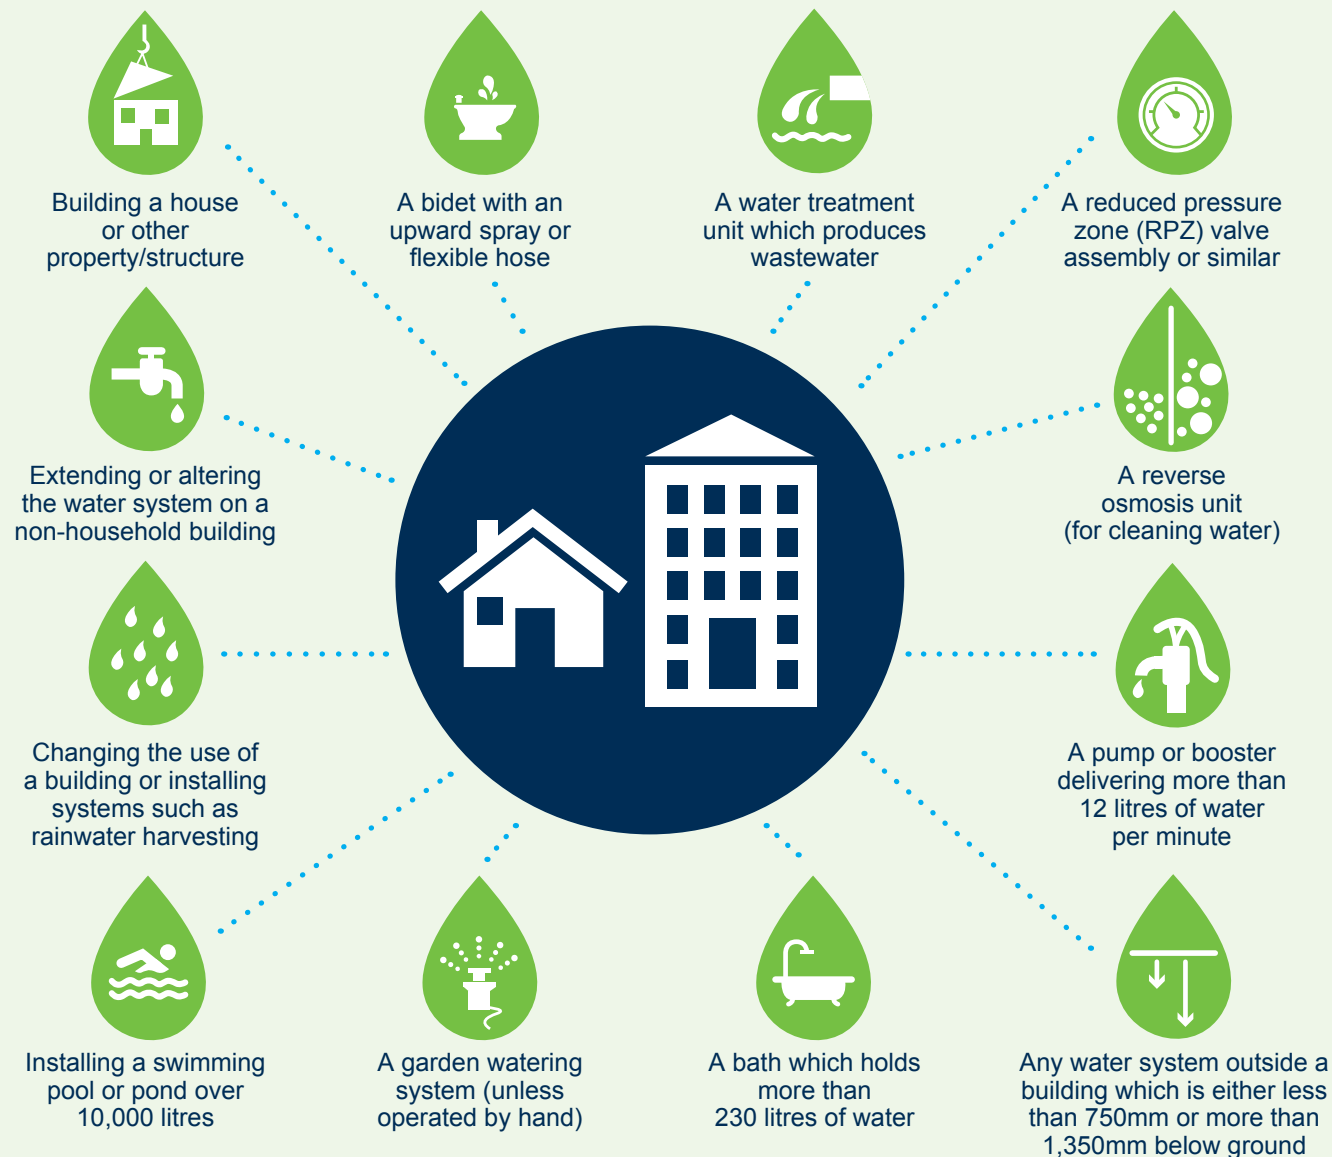 Building a house
or other
property/structure
A bidet with an
upward spray or
flexible hose
A water treatment
unit which produces
wastewater
A reduced pressure
zone (RPZ) valve
assembly or similar
Extending or altering
the water system on a
non-household building
A reverse
osmosis unit
(for cleaning water)
Changing the use of
a building or installing
systems such as
rainwater harvesting
A pump or booster
delivering more than
12 litres of water
per minute
Installing a swimming
pool or pond over
10,000 litres
A garden watering
system (unless
operated by hand)
A bath which holds
more than
230 litres of water
Any water system outside a
building which is either less
than 750mm or more than
1,350mm below ground